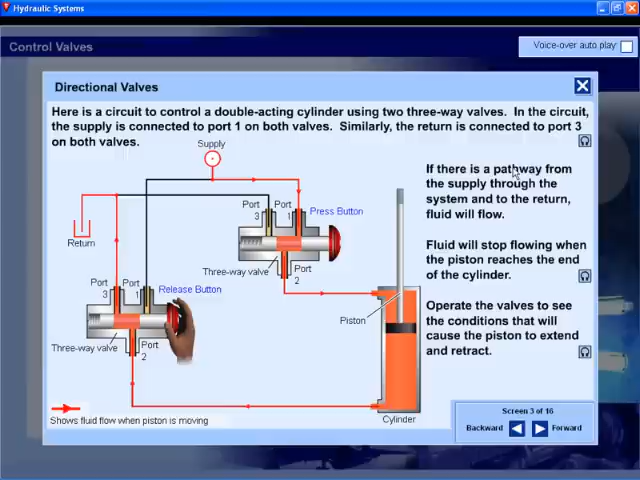 Hydraulic Systems
Control Valves
Voice-over auto play:
Directional Valves
Here is a circuit to control a double-acting cylinder using two three-way valves. In the circuit,
the supply is connected to port 1 on both valves. Similarly, the return is connected to port 3
on both valves.
Supply
If there is a pathway from
the supply through the
system and to the return,
fluid will flow.
Port
3
Port
1
Press Button
Return
Fluid will stop flowing when
the piston reaches the end
of the cylinder.
Three-way valve
Port
2
Port
3
Port
1
Release Button
Piston
Operate the valves to see
the conditions that will
cause the piston to extend
and retract.
Three-way valve
Port
2
Shows fluid flow when piston is moving
Cylinder
Screen 3 of 16
Backward
Forward